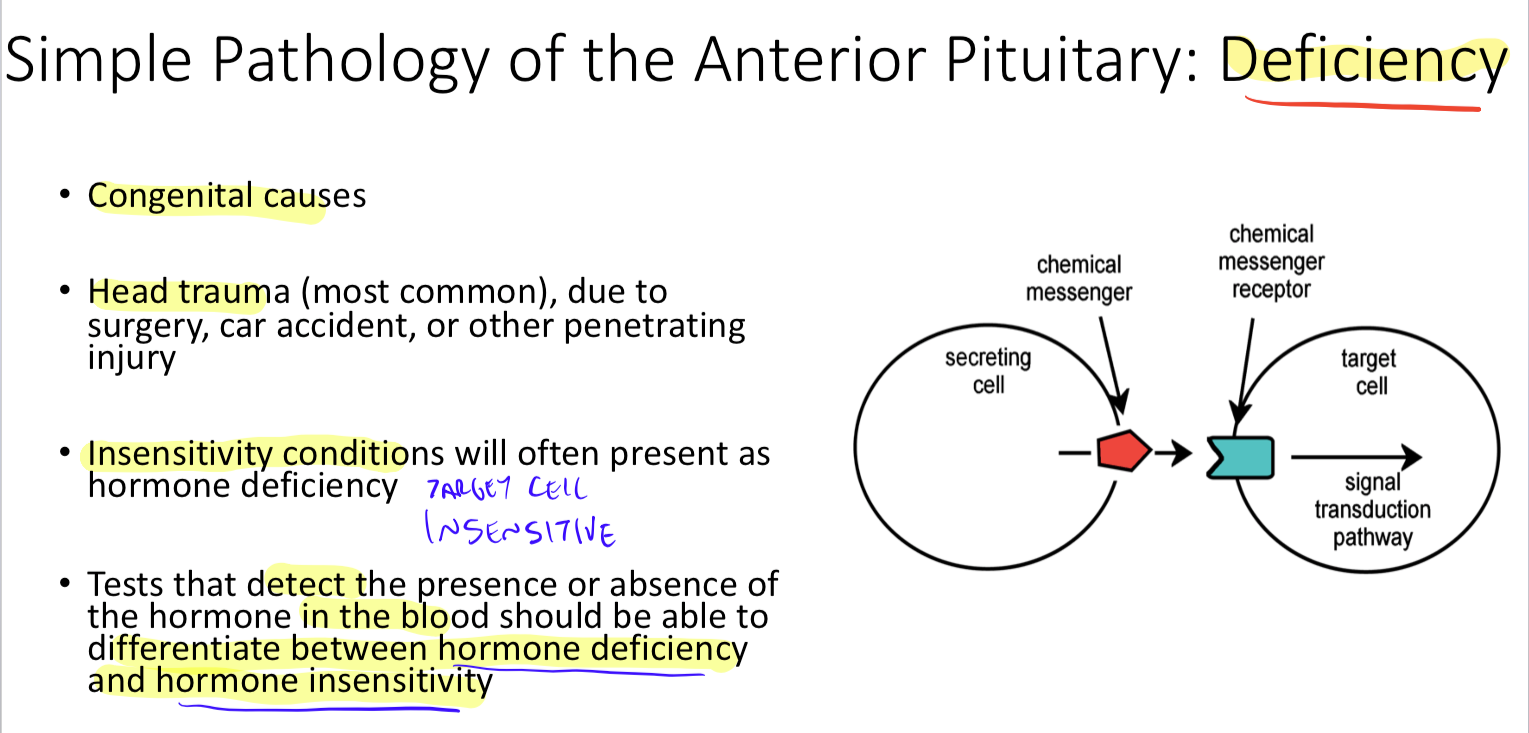 Simple Pathology of the Anterior Pituitary: Deficiency
• Congenital causes
• Head trauma (most common), due to
surgery, car accident, or other penetrating
injury
• Insensitivity conditions will often present as
hormone deficiency TARGET CELL
INSENSITIVE
• Tests that detect the presence or absence of
the hormone in the blood should be able to
differentiate between hormone deficiency
and hormone insensitivity
chemical
messenger
chemical
messenger
receptor
secreting
cell
target
cell
signal
transduction
pathway